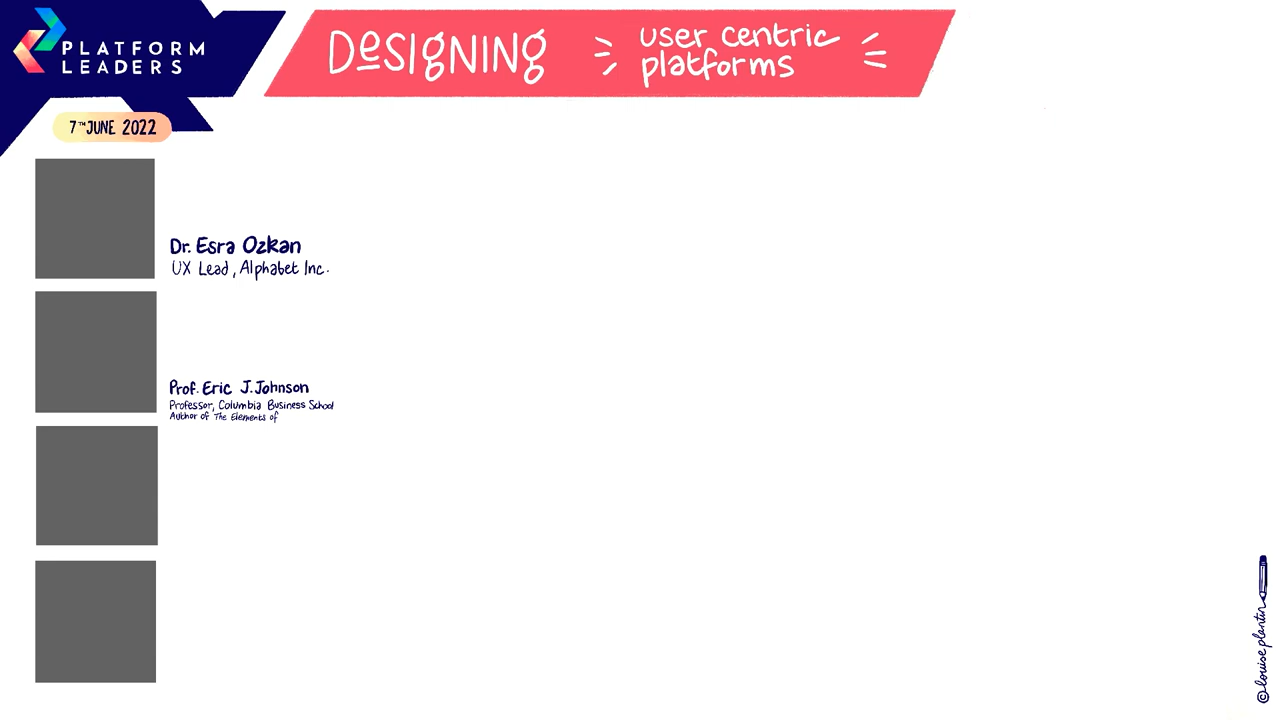 PLATFORM
LEADERS
DeSIGNING
user centric
platforms
7TH JUNE 2022
Dr. Esra Ozkan
UX Lead, Alphabet Inc.
Prof. Eric J. Johnson
Professor, Columbia Business School
Author of The Elements of
©louise plantin